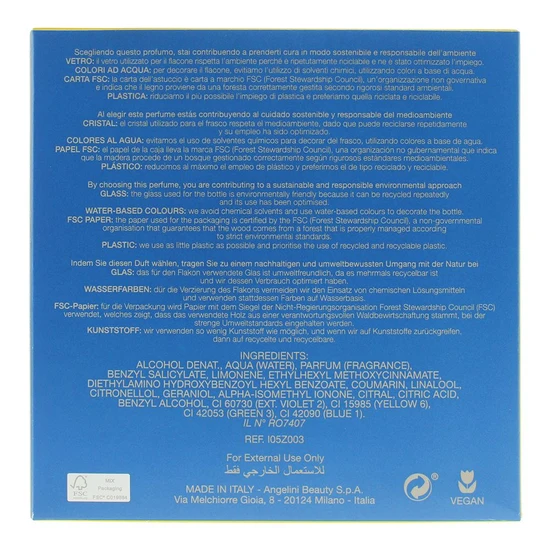 Scegliendo questo profumo, stai contribuendo a prenderti cura in modo sostenibile e responsabile dell'ambiente
VETRO: il vetro utilizzato per il flacone rispetta l'ambiente perché è ripetutamente riciclabile e ne è stato ottimizzato l'impiego.
COLORI AD ACQUA: per decorare il flacone, evitiamo l'utilizzo di solventi chimici, utilizzando colori a base di acqua.
CARTA FSC: la carta dell'astuccio è carta a marchio FSC (Forest Stewardship Council), un'organizzazione non governativa
e indica che il legno proviene da una foresta correttamente gestita secondo rigorosi standard ambientali.
PLASTICA: riduciamo il più possibile l'impiego di plastica e preferiamo quella riciclata o riciclabile.
Al elegir este perfume estás contribuyendo al cuidado sostenible y responsable del medioambiente
CRISTAL: el cristal utilizado para el frasco respeta el medioambiente, dado que puede reciclarse repetidamente
y su empleo ha sido optimizado.
COLORES AL AGUA: evitamos el uso de solventes químicos para decorar del frasco, utilizando colores a base de agua.
PAPEL FSC: el papel de la caja lleva la marca FSC (Forest Stewardship Council), una organización no gubernamental que indica
que la madera procede de un bosque gestionado correctamente según rigurosos estándares medioambientales.
PLÁSTICO: reducimos al máximo el empleo de plástico y preferimos el de tipo reciclado o reciclable.
By choosing this perfume, you are contributing to a sustainable and responsible environmental approach
GLASS: the glass used for the bottle is environmentally friendly because it can be recycled repeatedly
and its use has been optimised.
WATER-BASED COLOURS: we avoid chemical solvents and use water-based colours to decorate the bottle.
FSC PAPER: the paper used for the packaging is certified by the FSC (Forest Stewardship Council), a non-governmental
organisation that guarantees that the wood comes from a forest that is properly managed according
to strict environmental standards.
PLASTIC: we use as little plastic as possible and prioritise the use of recycled and recyclable plastic.
Indem Sie diesen Duft wählen, tragen Sie zu einem nachhaltigen und umweltbewussten Umgang mit der Natur bei
GLAS: das für den Flakon verwendete Glas ist umweltfreundlich, da es mehrmals recycelbar ist
und wir dessen Verbrauch optimiert haben.
WASSERFARBEN: dür die Verzierung des Flakons vermeiden wir den Einsatz von chemischen Lösungsmitteln
und verwenden stattdessen Farben auf Wasserbasis.
FSC-Papier: für die Verpackung wird Papier mit dem Siegel der Nicht-Regierungsorganisation Forest Stewardship Council (FSC)
verwendet, welches zeigt, dass das verwendete Holz aus einer verantwortungsvollen Waldbewirtschaftung stammt, bei der
strenge Umweltstandards eingehalten werden.
KUNSTSTOFF: wir verwenden so wenig Kunststoff wie möglich, und wenn wir auf Kunststoffe zurückgreifen,
dann auf recycelte und recycelbare.
INGREDIENTS:
ALCOHOL DENAT., AQUA (WATER), PARFUM (FRAGRANCE),
BENZYL SALICYLATE, LIMONENE, ETHYLHEXYL METHOXYCINNAMATE,
DIETHYLAMINO HYDROXYBENZOYL HEXYL BENZOATE, COUMARIN, LINALOOL,
CITRONELLOL, GERANIOL, ALPHA-ISOMETHYL IONONE, CITRAL, CITRIC ACID,
BENZYL ALCOHOL, CI 60730 (EXT. VIOLET 2), CI 15985 (YELLOW 6),
CI 42053 (GREEN 3), CI 42090 (BLUE 1).
IL N° RO7407
REF. I05Z003
For External Use Only
للاستعمال الخارجي فقط
MADE IN ITALY - Angelini Beauty S.p.A.
Via Melchiorre Gioia, 8 - 20124 Milano - Italia
FSC
MIX
Packaging
VEGAN